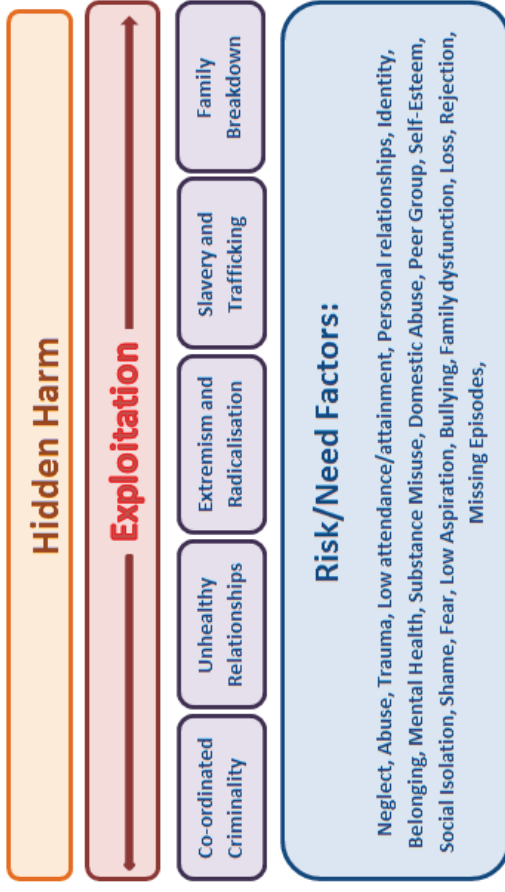 Hidden Harm
Exploitation
Co-ordinated
Criminality
Unhealthy
Relationships
Extremism and
Radicalisation
Slavery and
Trafficking
Family
Breakdown
Risk/Need Factors:
Neglect, Abuse, Trauma, Low attendance/attainment, Personal relationships, Identity,
Belonging, Mental Health, Substance Misuse, Domestic Abuse, Peer Group, Self-Esteem,
Social Isolation, Shame, Fear, Low Aspiration, Bullying, Family dysfunction, Loss, Rejection,
Missing Episodes,